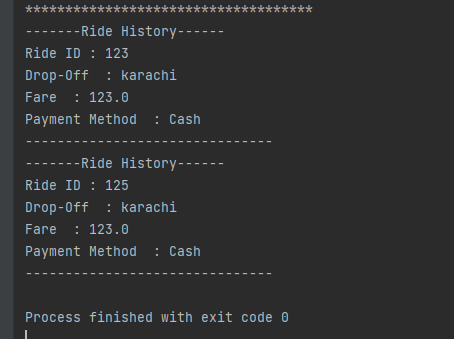 ************************************
-------Ride History------
Ride ID : 123
Drop-Off  : karachi
Fare  : 123.0
Payment Method  : Cash
-------------------------------
-------Ride History------
Ride ID : 125
Drop-Off  : karachi
Fare  : 123.0
Payment Method  : Cash
-------------------------------
Process finished with exit code 0